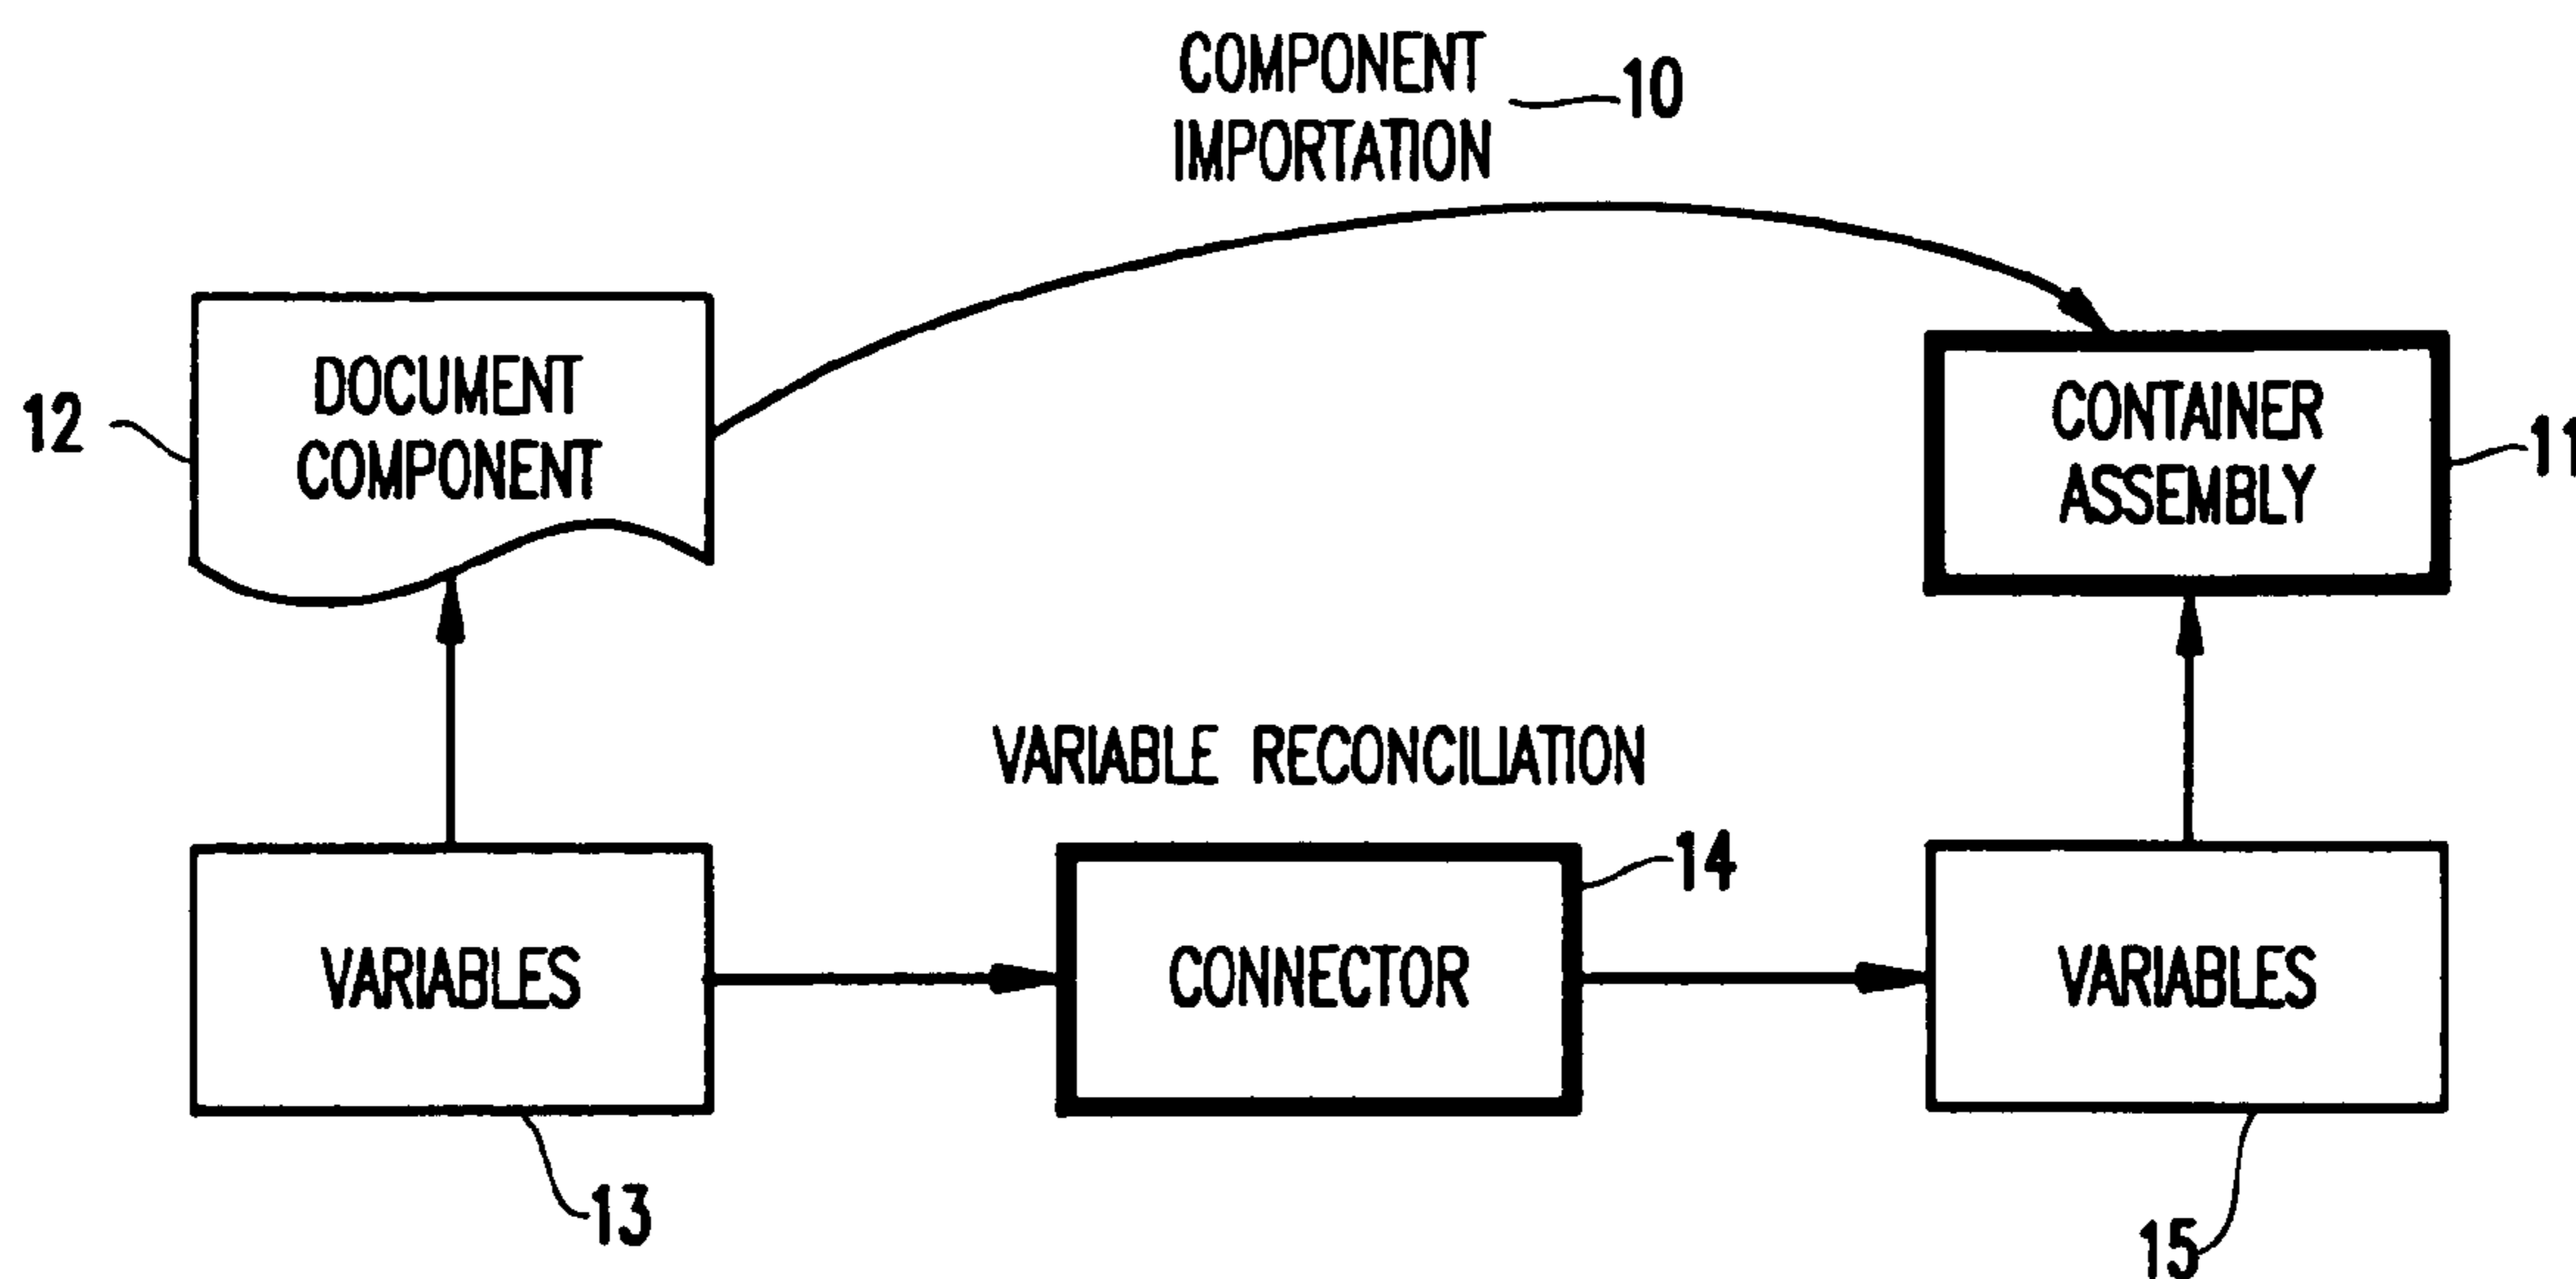 COMPONENT
IMPORTATION
10
DOCUMENT
COMPONENT
12
CONTAINER
ASSEMBLY
11
VARIABLE RECONCILIATION
14
VARIABLES
CONNECTOR
VARIABLES
13
15